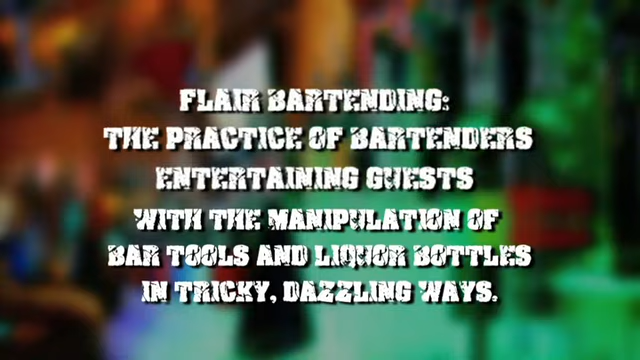 FLAIR BARTENDING:
THE PRACTICE OF BARTENDERS
ENTERTAINING GUESTS
WITH THE MANIPULATION OF
BAR TOOLS AND LIQUOR BOTTLES
IN TRICKY, DAZZLING WAYS.